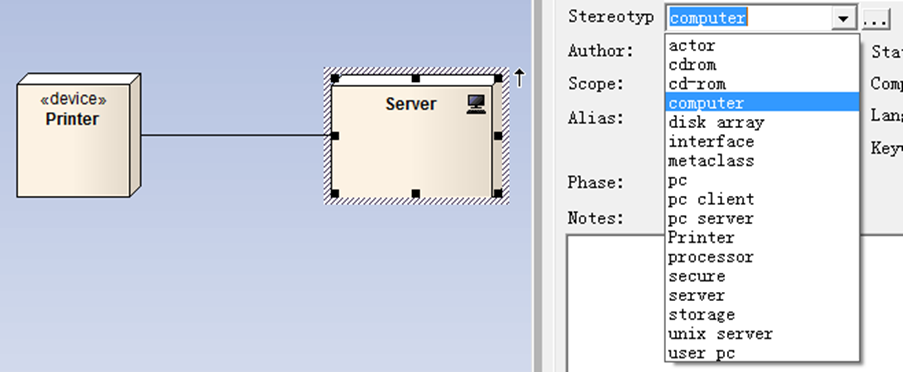 «device»
Printer
Server
Stereotyp
computer
...
Author:
Scope:
Alias:
Phase:
Notes:
actor
cdrom
cd-rom
computer
disk array
interface
metaclass
pc
pc client
pc server
Printer
processor
secure
server
storage
unix server
user pc
Sta
Comp
Lang
Keyw